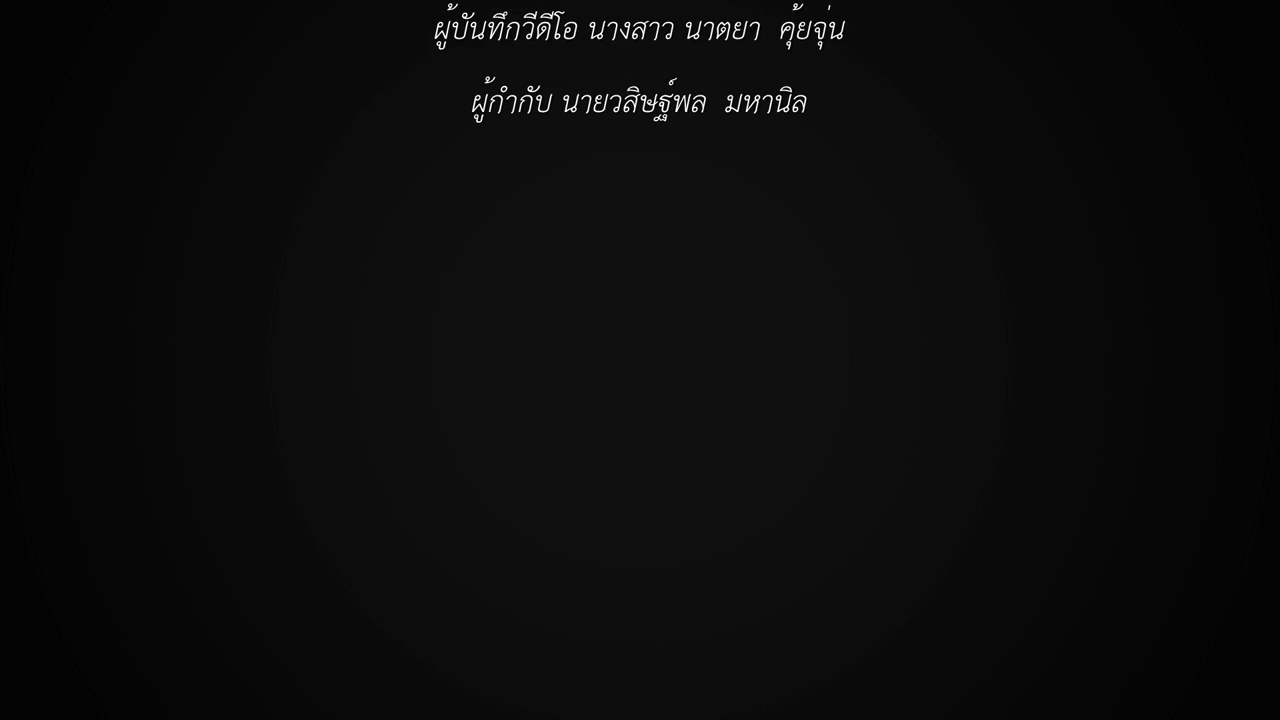 ผู้บันทึกวีดีโอ นางสาว นาตยา คุ้ยจุ่น
ผู้กำกับ นายวสิษฐ์พล มหานิล